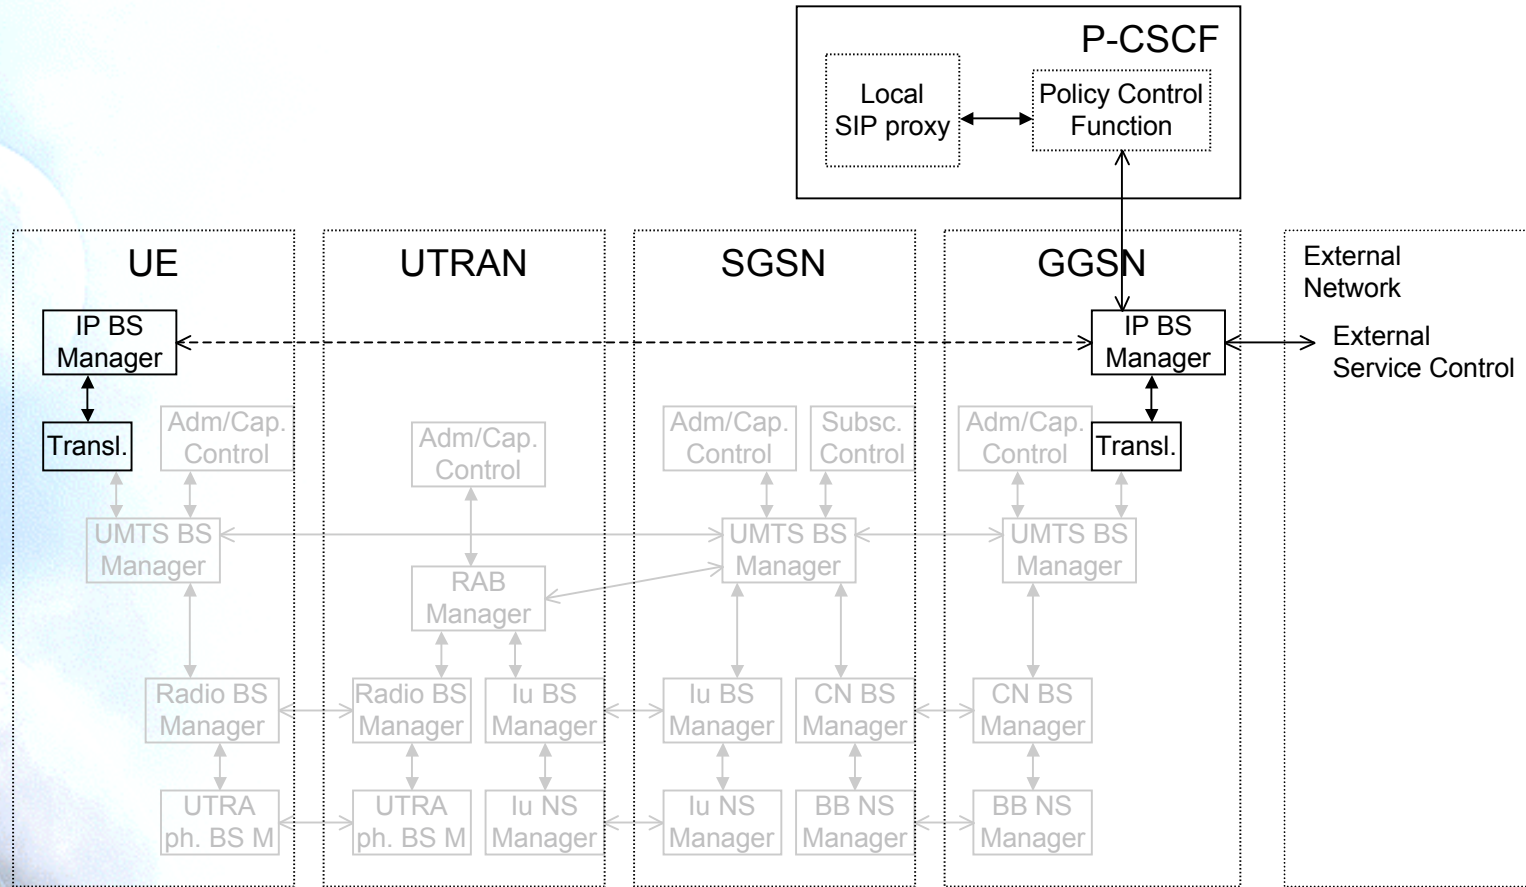 P-CSCF
Local
SIP proxy
Policy Control
Function
UE
UTRAN
SGSN
GGSN
External
Network
IP BS
Manager
IP BS
Manager
External
Service Control
Transl.
Adm/Cap.
Control
Adm/Cap.
Control
Adm/Cap.
Control
Subsc.
Control
Adm/Cap.
Control
Transl.
UMTS BS
Manager
UMTS BS
Manager
UMTS BS
Manager
RAB
Manager
Radio BS
Manager
Radio BS
Manager
Iu BS
Manager
Iu BS
Manager
CN BS
Manager
CN BS
Manager
UTRA
ph. BS M
UTRA
ph. BS M
Iu NS
Manager
Iu NS
Manager
BB NS
Manager
BB NS
Manager